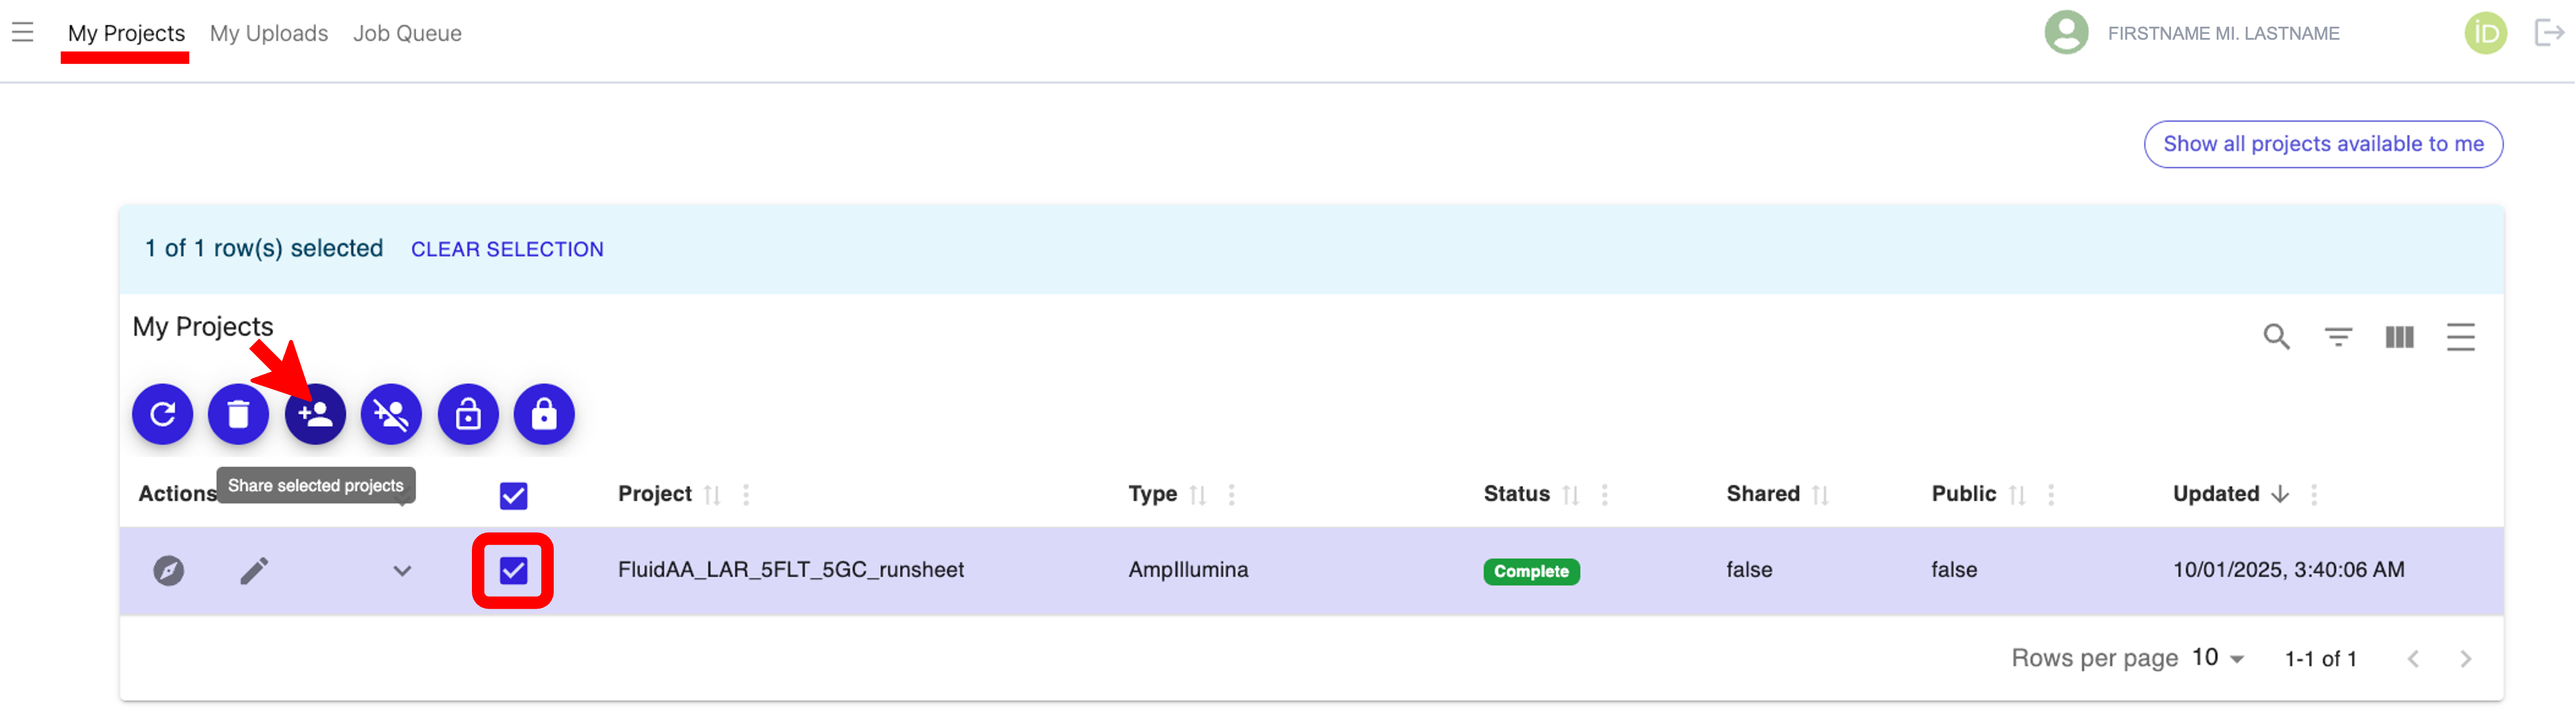 My Projects My Uploads Job Queue FIRSTNAME MI. LASTNAME iD
Show all projects available to me
1 of 1 row(s) selected CLEAR SELECTION
My Projects
Share selected projects
Actions Project Type Status Shared Public Updated
FluidAA_LAR_5FLT_5GC_runsheet AmpIllumina Complete false false 10/01/2025, 3:40:06 AM
Rows per page 10 1-1 of 1